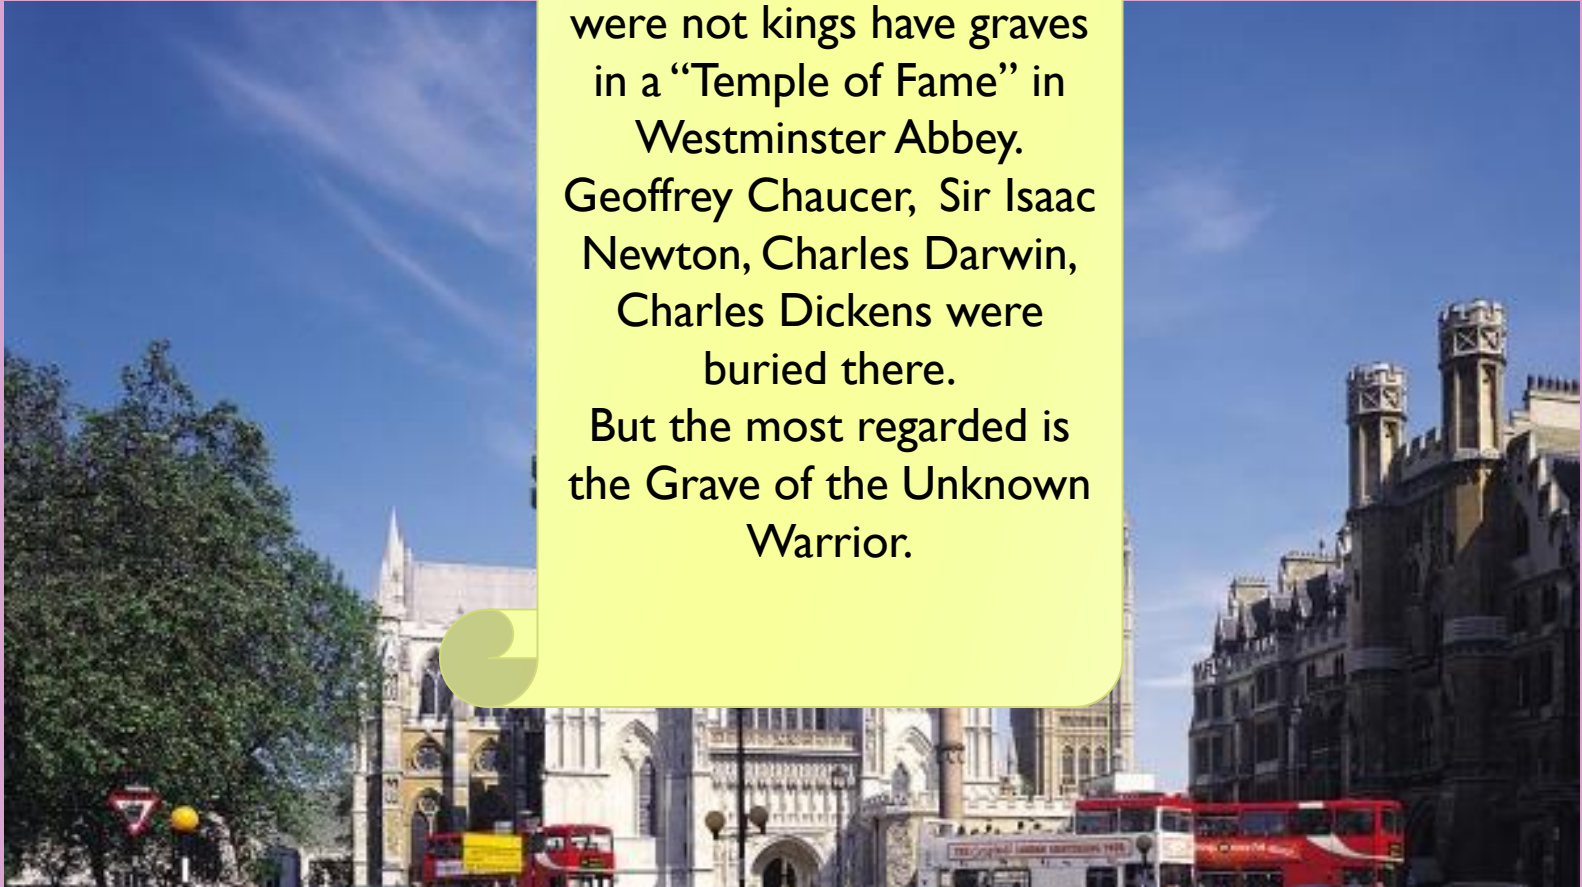 were not kings have graves
in a “Temple of Fame” in
Westminster Abbey.
Geoffrey Chaucer,  Sir Isaac
Newton, Charles Darwin,
Charles Dickens were
buried there.
But the most regarded is
the Grave of the Unknown
Warrior.